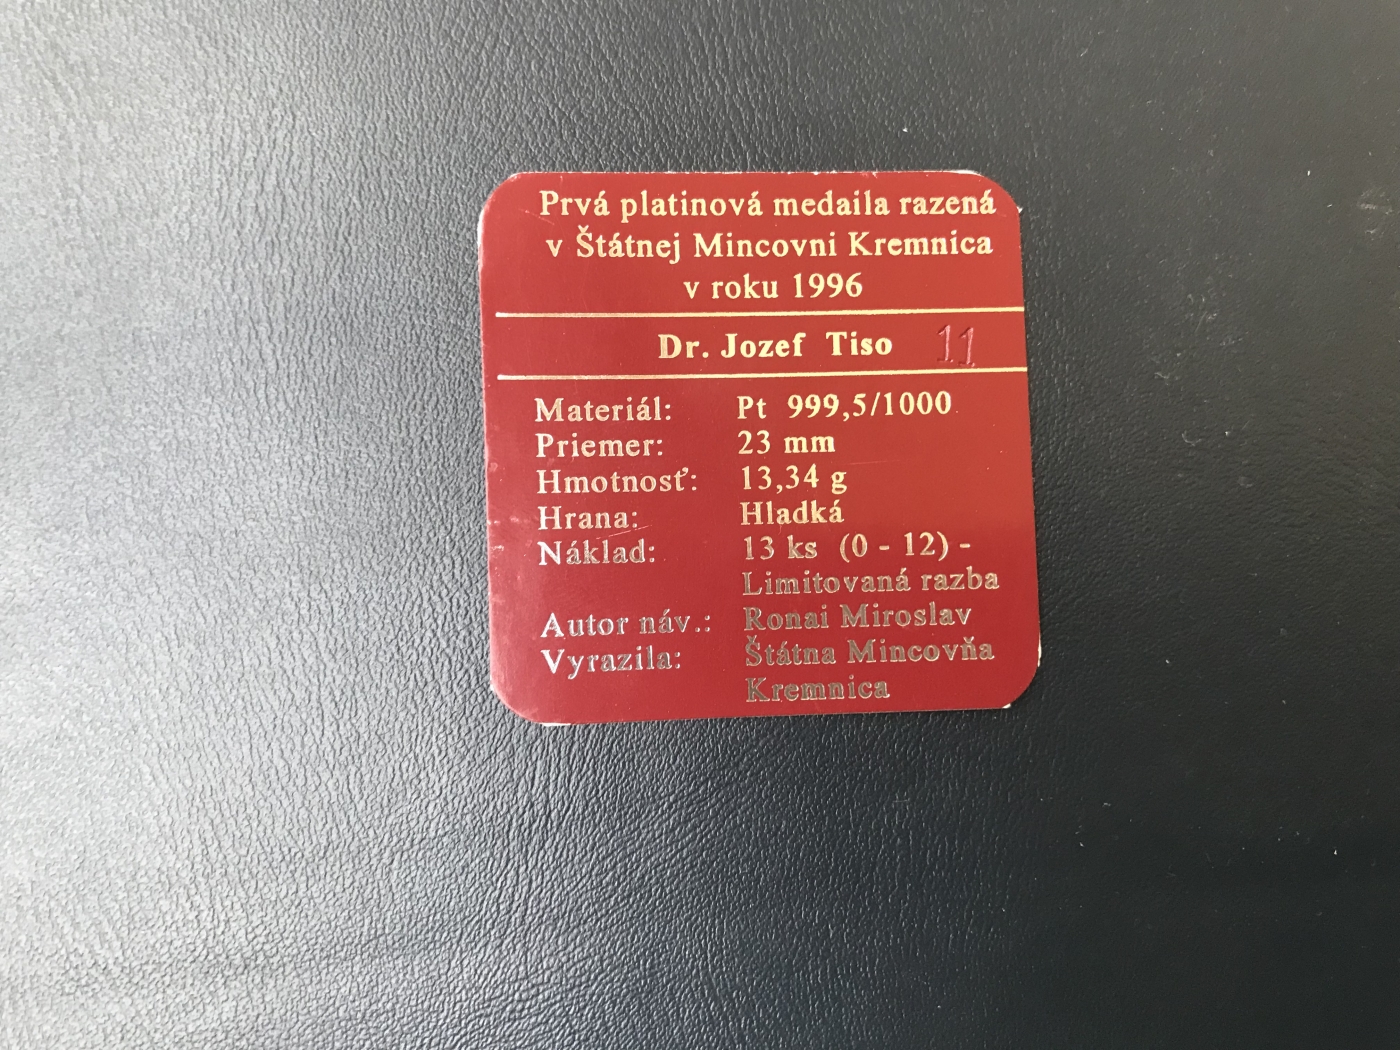 Prvá platinová medaila razená
v Štátnej Mincovni Kremnica
v roku 1996
Dr. Jozef Tiso 11
Materiál: Pt 999,5/1000
Priemer: 23 mm
Hmotnosť: 13,34 g
Hrana: Hladká
Náklad: 13 ks (0 - 12) -
Limitovaná razba
Autor náv.: Ronai Miroslav
Vyrazila: Štátna Mincovňa
Kremnica